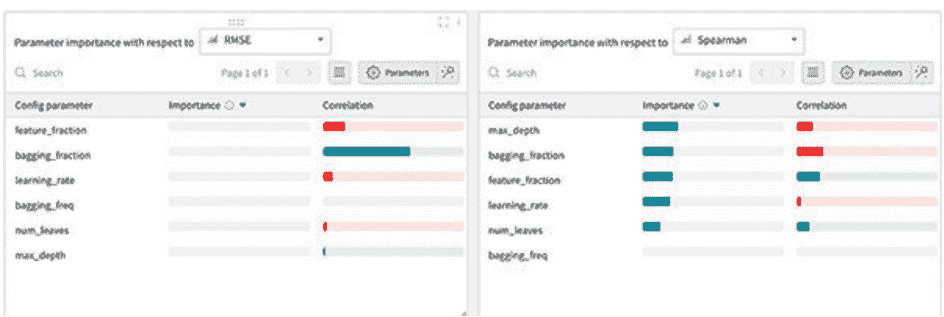 Parameter importance with respect to RMSE
Search Page 1 of 1 Parameters
Config parameter Importance Correlation
feature_fraction
bagging_fraction
learning_rate
bagging_freq
num_leaves
max_depth
Parameter importance with respect to Spearman
Search Page 1 of 1 Parameters
Config parameter Importance Correlation
max_depth
bagging_fraction
feature_fraction
learning_rate
num_leaves
bagging_freq